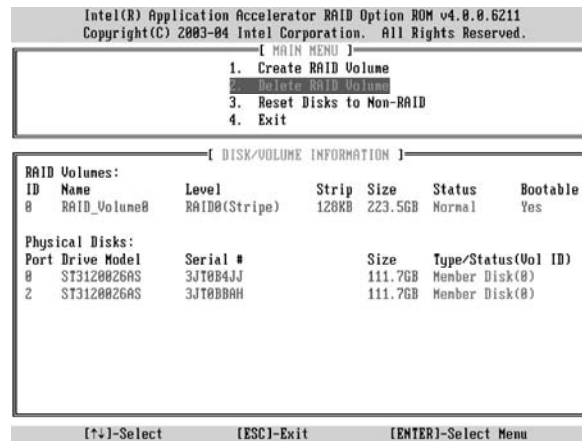 Intel(R) Application Accelerator RAID Option ROM v4.0.0.6211
Copyright(C) 2003-04 Intel Corporation. All Rights Reserved.
[ MAIN MENU ]
1. Create RAID Volume
2. Delete RAID Volume
3. Reset Disks to Non-RAID
4. Exit
[ DISK/VOLUME INFORMATION ]
RAID Volumes:
ID Name Level Strip Size Status Bootable
0 RAID_Volume0 RAID0(Stripe) 128KB 223.5GB Normal Yes
Physical Disks:
Port Drive Model Serial # Size Type/Status(Vol ID)
0 ST3120026AS 3JT0B4JJ 111.7GB Member Disk(0)
2 ST3120026AS 3JT0BBAH 111.7GB Member Disk(0)
[↑↓]-Select [ESC]-Exit [ENTER]-Select Menu